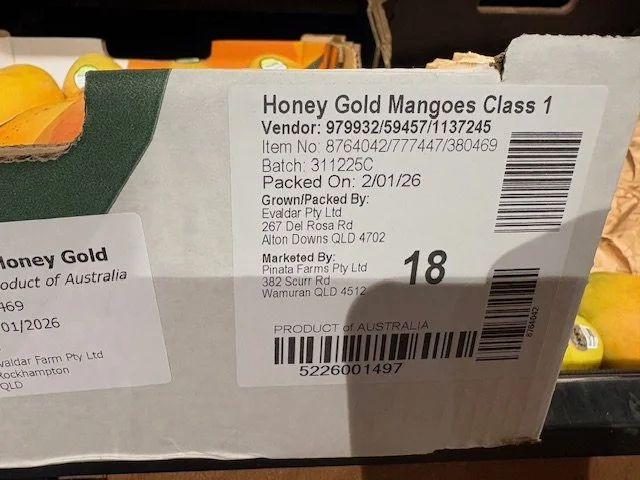 Honey Gold Mangoes Class 1
Vendor: 979932/59457/1137245
Item No: 8764042/777447/380469
Batch: 311225C
Packed On: 2/01/26
Grown/Packed By:
Evaldar Pty Ltd
267 Del Rosa Rd
Alton Downs QLD 4702
Marketed By:
Pinata Farms Pty Ltd
382 Scurr Rd
Wamuran QLD 4512
18
PRODUCT of AUSTRALIA
5226001497
8764042
Honey Gold
oduct of Australia
469
01/2026
valdar Farm Pty Ltd
Rockhampton
QLD